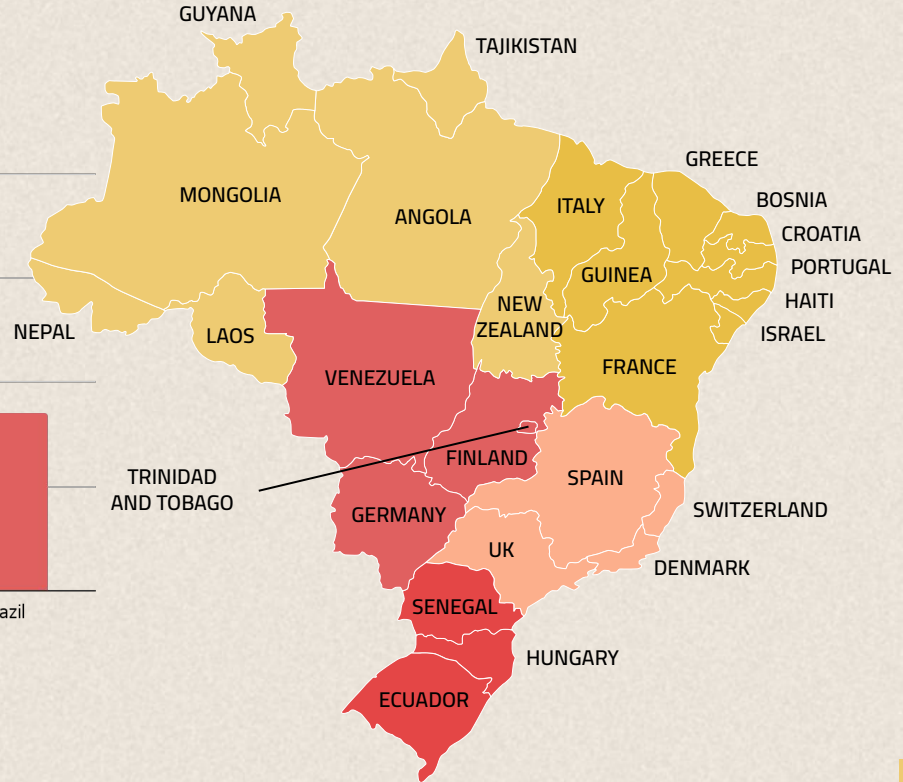 GUYANA
TAJIKISTAN
GREECE
MONGOLIA
ITALY
BOSNIA
ANGOLA
CROATIA
PORTUGAL
GUINEA
HAITI
NEW
ZEALAND
NEPAL
LAOS
ISRAEL
FRANCE
VENEZUELA
FINLAND
TRINIDAD
AND TOBAGO
SPAIN
GERMANY
SWITZERLAND
UK
DENMARK
azil
SENEGAL
HUNGARY
ECUADOR